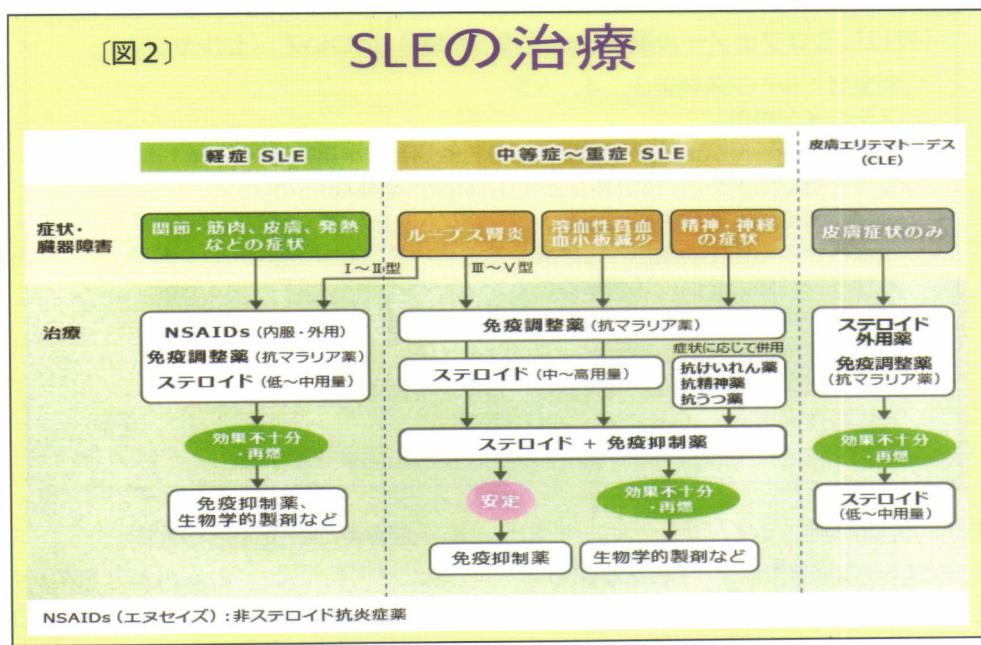 〔図2〕
SLEの治療
軽症 SLE
中等症～重症 SLE
皮膚エリテマトーデス
(CLE)
症状・
臓器障害
関節・筋肉、皮膚、発熱
などの症状
ループス腎炎
溶血性貧血
血小板減少
精神・神経
の症状
皮膚症状のみ
I～II型
III～V型
治療
NSAIDs (内服・外用)
免疫調整薬 (抗マラリア薬)
ステロイド (低～中用量)
免疫調整薬 (抗マラリア薬)
ステロイド (中～高用量)
症状に応じて併用
抗けいれん薬
抗精神薬
抗うつ薬
ステロイド
外用薬
免疫調整薬
(抗マラリア薬)
効果不十分
・再燃
ステロイド + 免疫抑制薬
効果不十分
・再燃
免疫抑制薬、
生物学的製剤など
安定
効果不十分
・再燃
ステロイド
(低～中用量)
免疫抑制薬
生物学的製剤など
NSAIDs (エヌセイズ) : 非ステロイド抗炎症薬